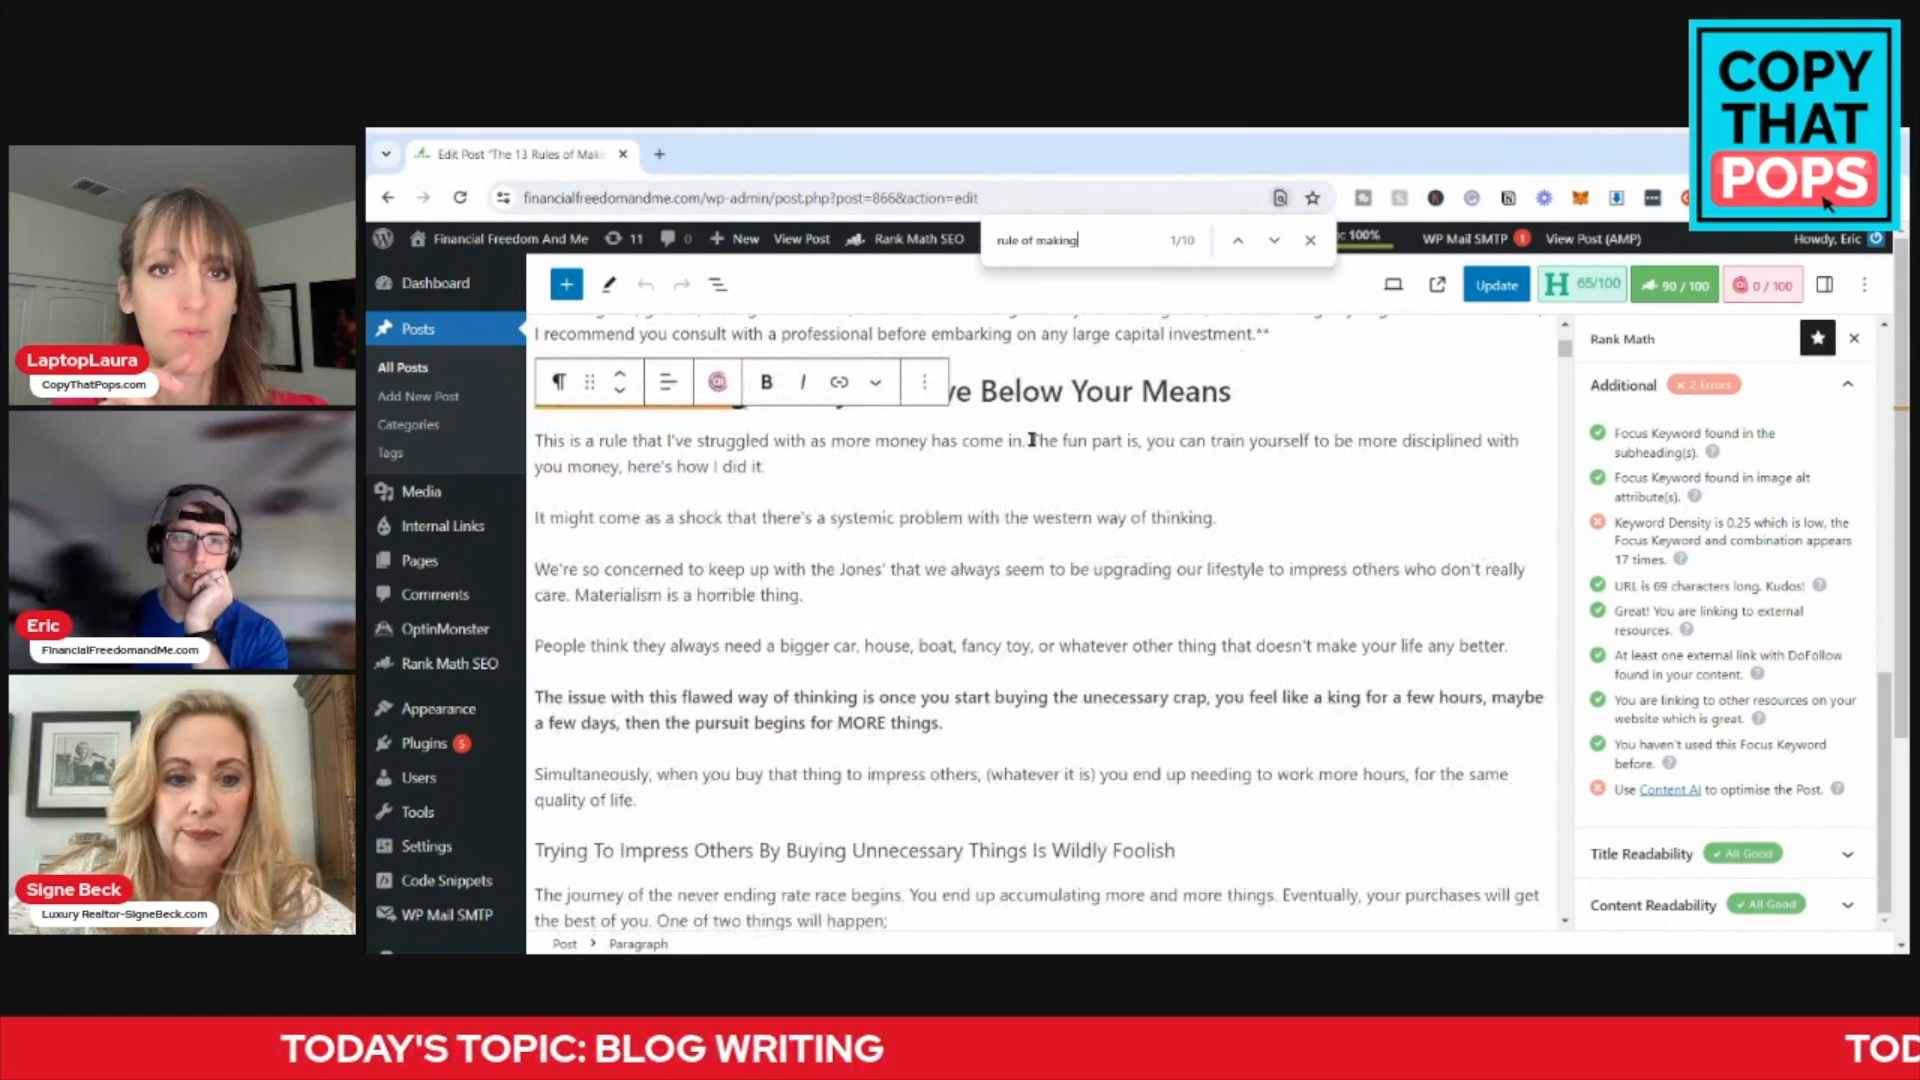 COPY
THAT
POPS
LaptopLaura
CopyThatPops.com
Eric
FinancialFreedomandMe.com
Signe Beck
Luxury Realtor-SigneBeck.com
Edit Post "The 13 Rules of Maki
financialfreedomandme.com/wp-admin/post.php?post=866&action=edit
Financial Freedom And Me
11
0
New
View Post
Rank Math SEO
rule of making
1/10
100%
WP Mail SMTP 1
View Post (AMP)
Howdy, Eric
Dashboard
Posts
All Posts
Add New Post
Categories
Tags
Media
Internal Links
Pages
Comments
OptinMonster
Rank Math SEO
Appearance
Plugins 5
Users
Tools
Settings
Code Snippets
WP Mail SMTP
Update
H 65/100
90 / 100
0 / 100
I recommend you consult with a professional before embarking on any large capital investment.**
B I
ve Below Your Means
This is a rule that I've struggled with as more money has come in. The fun part is, you can train yourself to be more disciplined with
you money, here's how I did it.
It might come as a shock that there's a systemic problem with the western way of thinking.
We're so concerned to keep up with the Jones' that we always seem to be upgrading our lifestyle to impress others who don't really
care. Materialism is a horrible thing.
People think they always need a bigger car, house, boat, fancy toy, or whatever other thing that doesn't make your life any better.
The issue with this flawed way of thinking is once you start buying the unecessary crap, you feel like a king for a few hours, maybe
a few days, then the pursuit begins for MORE things.
Simultaneously, when you buy that thing to impress others, (whatever it is) you end up needing to work more hours, for the same
quality of life.
Trying To Impress Others By Buying Unnecessary Things Is Wildly Foolish
The journey of the never ending rate race begins. You end up accumulating more and more things. Eventually, your purchases will get
the best of you. One of two things will happen;
Post > Paragraph
Rank Math
Additional × 2 Errors
Focus Keyword found in the
subheading(s).
Focus Keyword found in image alt
attribute(s).
Keyword Density is 0.25 which is low, the
Focus Keyword and combination appears
17 times.
URL is 69 characters long. Kudos!
Great! You are linking to external
resources.
At least one external link with DoFollow
found in your content.
You are linking to other resources on your
website which is great.
You haven't used this Focus Keyword
before.
Use Content AI to optimise the Post.
Title Readability ✓ All Good
Content Readability ✓ All Good
TODAY'S TOPIC: BLOG WRITING
TOD